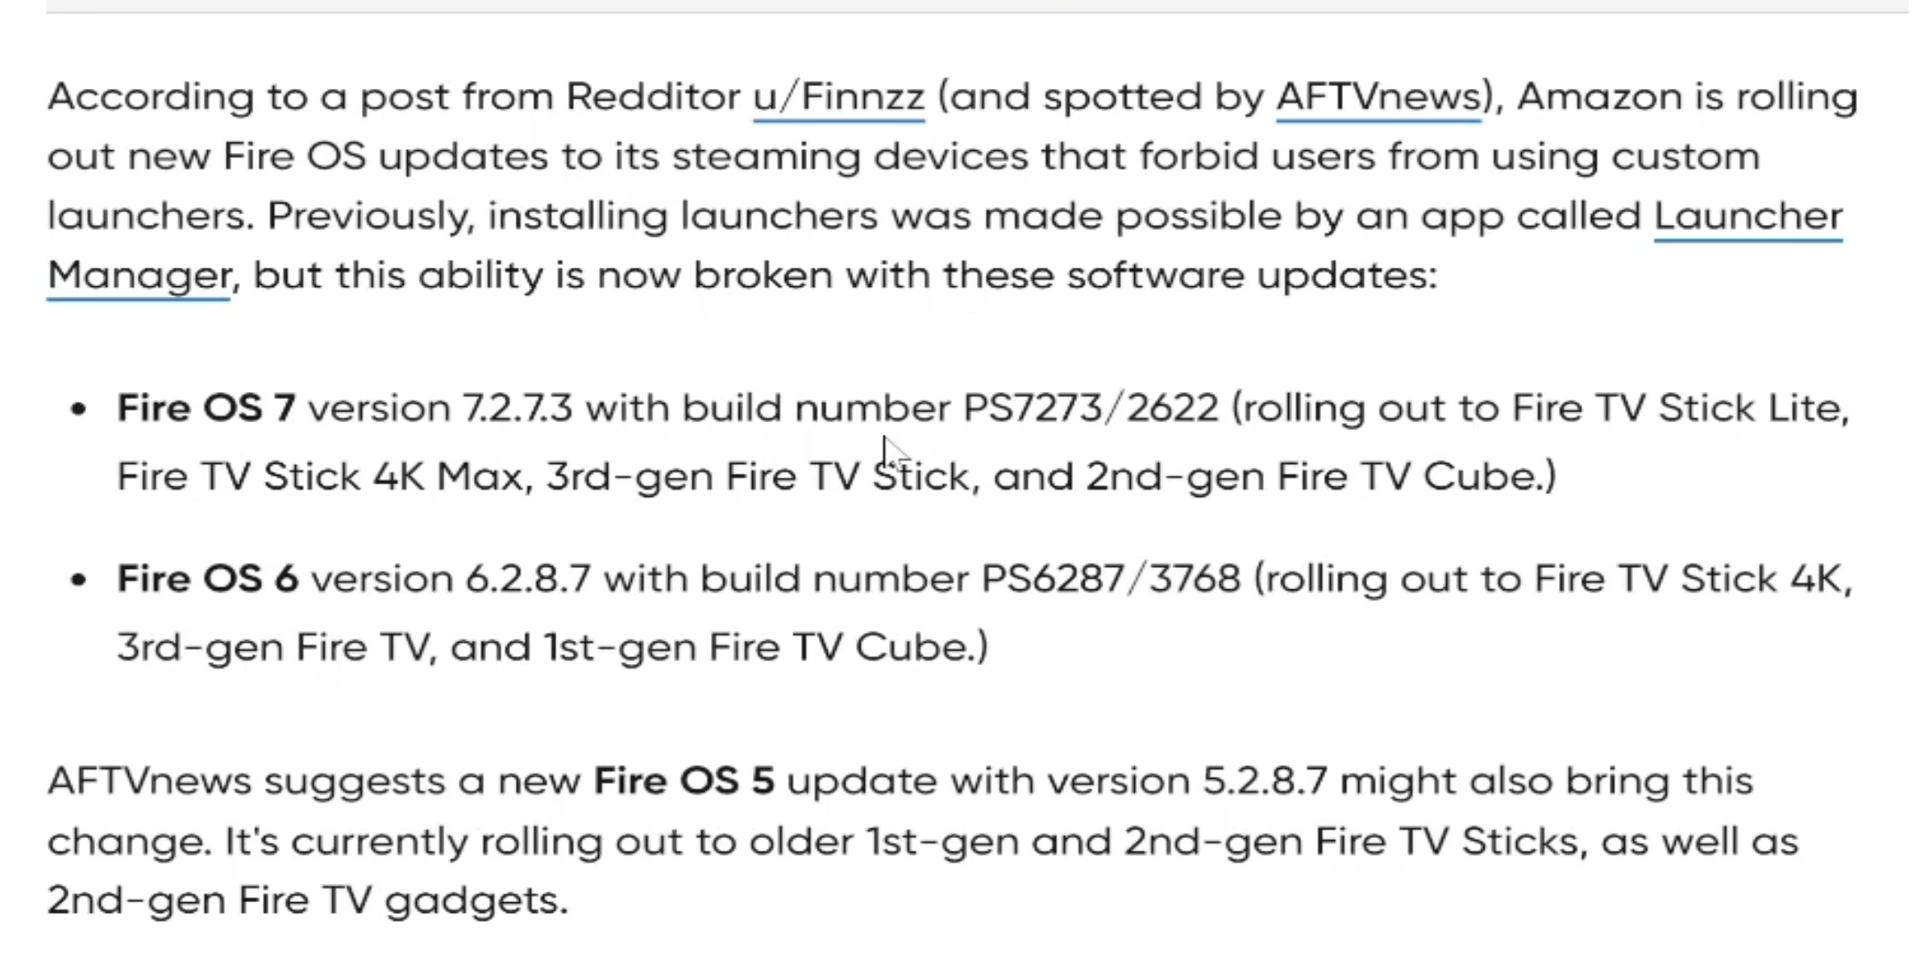 According to a post from Redditor u/Finnzz (and spotted by AFTVnews), Amazon is rolling
out new Fire OS updates to its steaming devices that forbid users from using custom
launchers. Previously, installing launchers was made possible by an app called Launcher
Manager, but this ability is now broken with these software updates:
• Fire OS 7 version 7.2.7.3 with build number PS7273/2622 (rolling out to Fire TV Stick Lite,
Fire TV Stick 4K Max, 3rd-gen Fire TV Stick, and 2nd-gen Fire TV Cube.)
• Fire OS 6 version 6.2.8.7 with build number PS6287/3768 (rolling out to Fire TV Stick 4K,
3rd-gen Fire TV, and 1st-gen Fire TV Cube.)
AFTVnews suggests a new Fire OS 5 update with version 5.2.8.7 might also bring this
change. It's currently rolling out to older 1st-gen and 2nd-gen Fire TV Sticks, as well as
2nd-gen Fire TV gadgets.